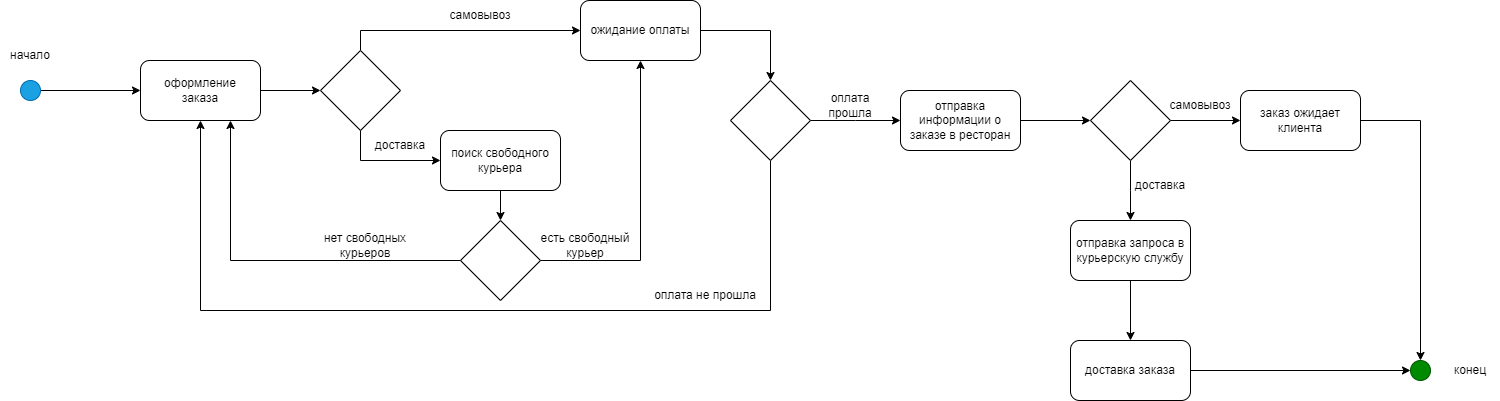 начало
оформление
заказа
самовывоз
доставка
поиск свободного
курьера
нет свободных
курьеров
есть свободный
курьер
ожидание оплаты
оплата не прошла
оплата
прошла
отправка
информации о
заказе в ресторан
самовывоз
заказ ожидает
клиента
доставка
отправка запроса в
курьерскую службу
доставка заказа
конец